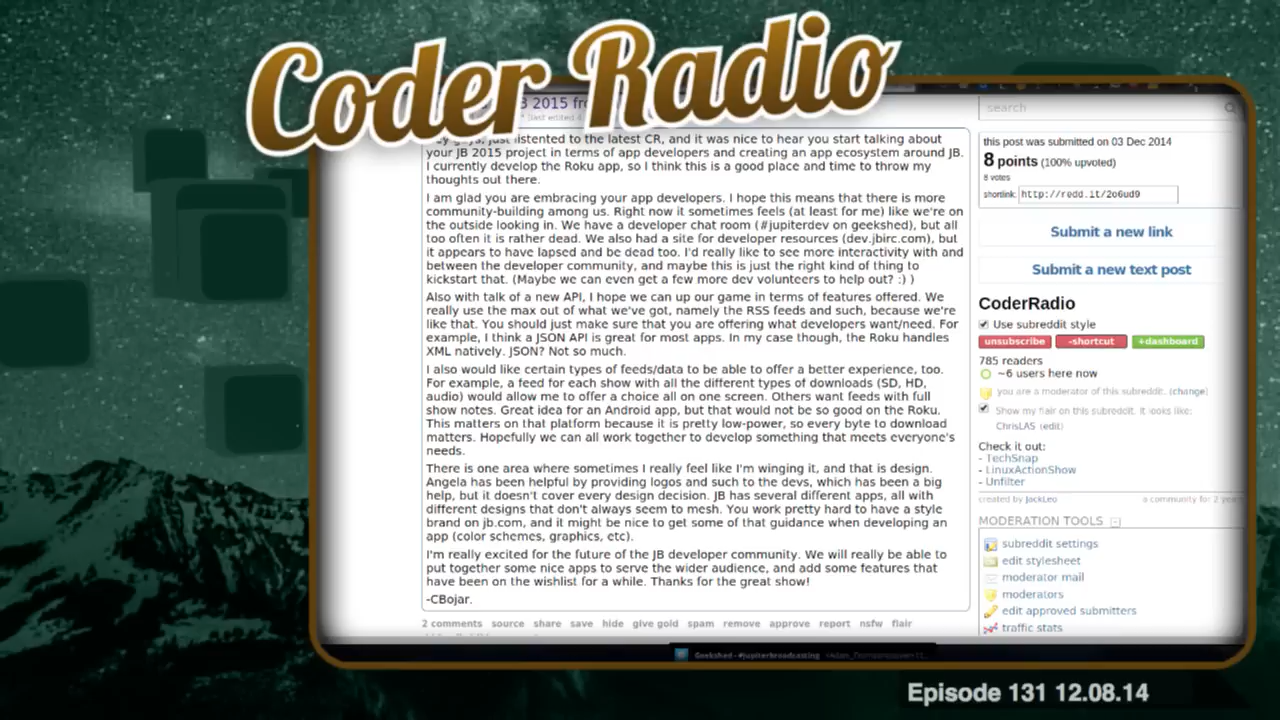 Coder Radio
3 2015
listened to the latest CR, and it was nice to hear you start talking about
your JB 2015 project in terms of app developers and creating an app ecosystem around JB.
I currently develop the Roku app, so I think this is a good place and time to throw my
thoughts out there.
I am glad you are embracing your app developers. I hope this means that there is more
community-building among us. Right now it sometimes feels (at least for me) like we're on
the outside looking in. We have a developer chat room (#jupiterdev on geekshed), but all
too often it is rather dead. We also had a site for developer resources (dev.jbirc.com), but
it appears to have lapsed and be dead too. I'd really like to see more interactivity with and
between the developer community, and maybe this is just the right kind of thing to
kickstart that. (Maybe we can even get a few more dev volunteers to help out? :) )
Also with talk of a new API, I hope we can up our game in terms of features offered. We
really use the max out of what we've got, namely the RSS feeds and such, because we're
like that. You should just make sure that you are offering what developers want/need. For
example, I think a JSON API is great for most apps. In my case though, the Roku handles
XML natively. JSON? Not so much.
I also would like certain types of feeds/data to be able to offer a better experience, too.
For example, a feed for each show with all the different types of downloads (SD, HD,
audio) would allow me to offer a choice all on one screen. Others want feeds with full
show notes. Great idea for an Android app, but that would not be so good on the Roku.
This matters on that platform because it is pretty low-power, so every byte to download
matters. Hopefully we can all work together to develop something that meets everyone's
needs.
There is one area where sometimes I really feel like I'm winging it, and that is design.
Angela has been helpful by providing logos and such to the devs, which has been a big
help, but it doesn't cover every design decision. JB has several different apps, all with
different designs that don't always seem to mesh. You work pretty hard to have a style
brand on jb.com, and it might be nice to get some of that guidance when developing an
app (color schemes, graphics, etc).
I'm really excited for the future of the JB developer community. We will really be able to
put together some nice apps to serve the wider audience, and add some features that
have been on the wishlist for a while. Thanks for the great show!
-CBojar.
2 comments source share save hide give gold spam remove approve report nsfw flair
search
this post was submitted on 03 Dec 2014
8 points (100% upvoted)
8 votes
shortlink: http://redd.it/2o6ud9
Submit a new link
Submit a new text post
CoderRadio
Use subreddit style
unsubscribe -shortcut +dashboard
785 readers
~6 users here now
you are a moderator of this subreddit. (change)
Show my flair on this subreddit. It looks like:
ChrisLAS (edit)
Check it out:
- TechSnap
- LinuxActionShow
- Unfilter
created by JackLeo a community for 2 years
MODERATION TOOLS [-]
subreddit settings
edit stylesheet
moderator mail
moderators
edit approved submitters
traffic stats
Geekshed - #jupiterbroadcasting
Episode 131 12.08.14